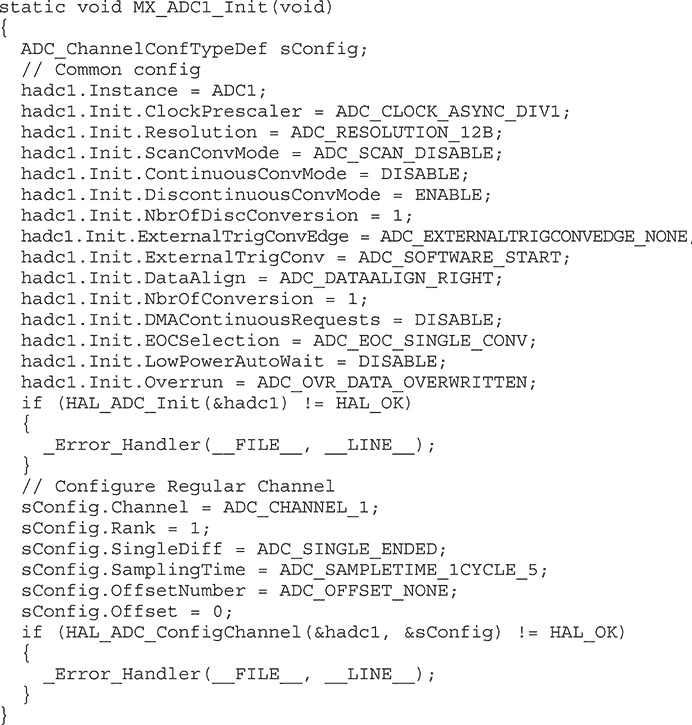 static void MX_ADC1_Init(void)
{
  ADC_ChannelConfTypeDef sConfig;
  // Common config
  hadc1.Instance = ADC1;
  hadc1.Init.ClockPrescaler = ADC_CLOCK_ASYNC_DIV1;
  hadc1.Init.Resolution = ADC_RESOLUTION_12B;
  hadc1.Init.ScanConvMode = ADC_SCAN_DISABLE;
  hadc1.Init.ContinuousConvMode = DISABLE;
  hadc1.Init.DiscontinuousConvMode = ENABLE;
  hadc1.Init.NbrOfDiscConversion = 1;
  hadc1.Init.ExternalTrigConvEdge = ADC_EXTERNALTRIGCONVEDGE_NONE;
  hadc1.Init.ExternalTrigConv = ADC_SOFTWARE_START;
  hadc1.Init.DataAlign = ADC_DATAALIGN_RIGHT;
  hadc1.Init.NbrOfConversion = 1;
  hadc1.Init.DMAContinuousRequests = DISABLE;
  hadc1.Init.EOCSelection = ADC_EOC_SINGLE_CONV;
  hadc1.Init.LowPowerAutoWait = DISABLE;
  hadc1.Init.Overrun = ADC_OVR_DATA_OVERWRITTEN;
  if (HAL_ADC_Init(&hadc1) != HAL_OK)
  {
    _Error_Handler(__FILE__, __LINE__);
  }
  // Configure Regular Channel
  sConfig.Channel = ADC_CHANNEL_1;
  sConfig.Rank = 1;
  sConfig.SingleDiff = ADC_SINGLE_ENDED;
  sConfig.SamplingTime = ADC_SAMPLETIME_1CYCLE_5;
  sConfig.OffsetNumber = ADC_OFFSET_NONE;
  sConfig.Offset = 0;
  if (HAL_ADC_ConfigChannel(&hadc1, &sConfig) != HAL_OK)
  {
    _Error_Handler(__FILE__, __LINE__);
  }
}